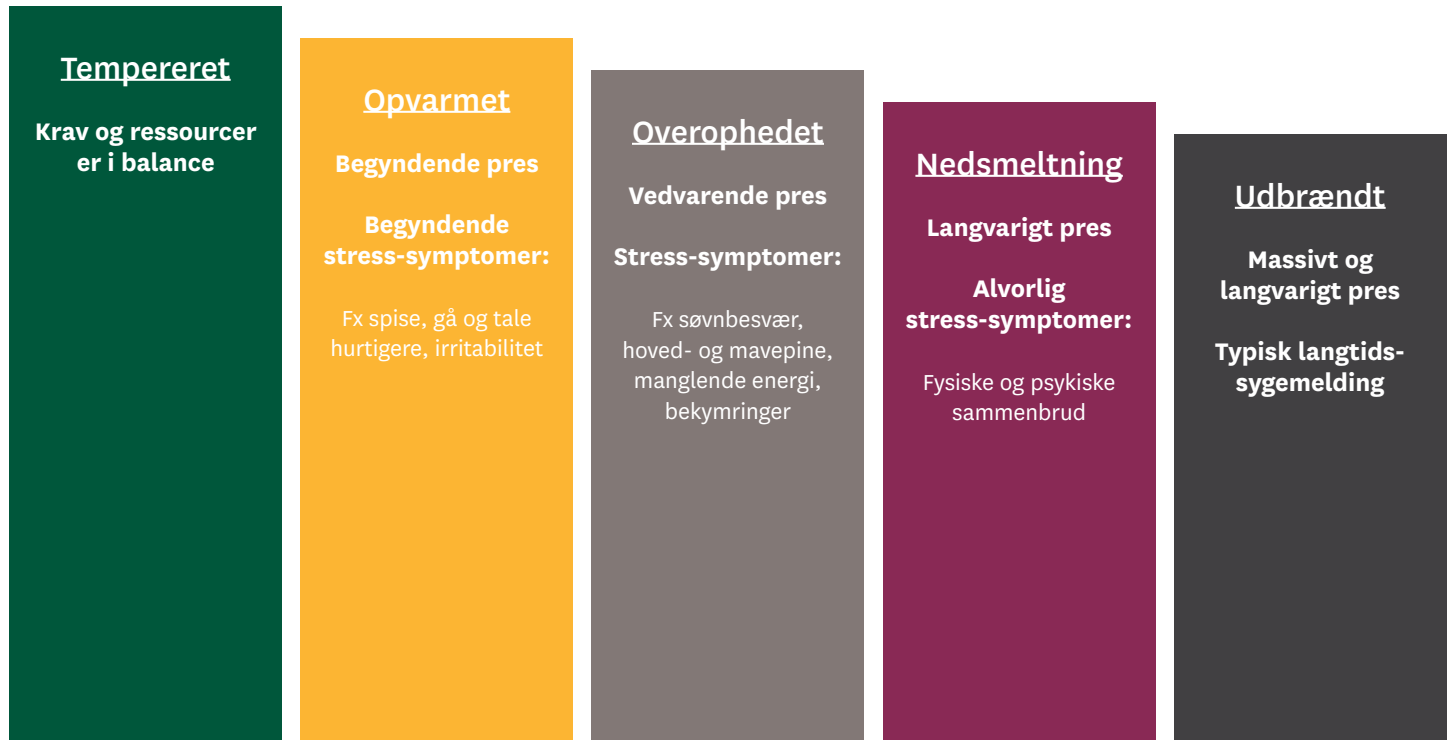 Tempereret
Krav og ressourcer
er i balance
Opvarmet
Begyndende pres
Begyndende
stress-symptomer:
Fx spise, gå og tale
hurtigere, irritabilitet
Overophedet
Vedvarende pres
Stress-symptomer:
Fx søvnbesvær,
hoved- og mavepine,
manglende energi,
bekymringer
Nedsmeltning
Langvarigt pres
Alvorlig
stress-symptomer:
Fysiske og psykiske
sammenbrud
Udbrændt
Massivt og
langvarigt pres
Typisk langtids-
sygemelding